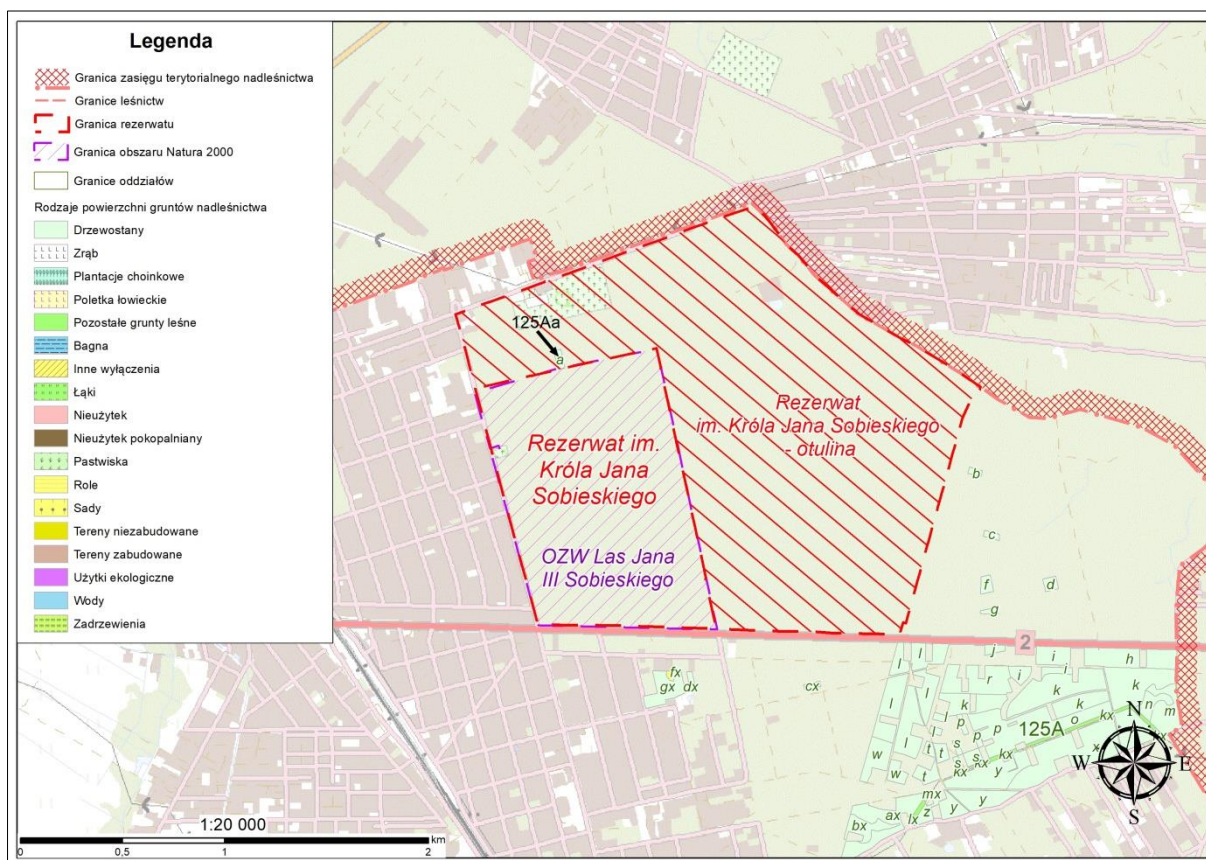 Legenda
Granica zasięgu terytorialnego nadleśnictwa
Granice leśnictw
Granica rezerwatu
Granica obszaru Natura 2000
Granice oddziałów
Rodzaje powierzchni gruntów nadleśnictwa
Drzewostany
Zrąb
Plantacje choinkowe
Poletka łowieckie
Pozostałe grunty leśne
Bagna
Inne wyłączenia
Łąki
Nieużytek
Nieużytek pokopalniany
Pastwiska
Role
Sady
Tereny niezabudowane
Tereny zabudowane
Użytki ekologiczne
Wody
Zadrzewienia
125Aa
a
Rezerwat
im. Króla Jana Sobieskiego
- otulina
Rezerwat im.
Króla Jana
Sobieskiego
OZW Las Jana
III Sobieskiego
b
c
f
d
g
2
j
i
h
l
l
l
r
i
i
k
fx
gx dx
cx
l
k
k
k
n
m
p
p
p
o
kx
125A
l
t
t
s
s
s
kx
kx
kx
x
w
w
t
y
mx
y
y
z
lx
ax
bx
N
W
E
S
1:20 000
km
0
0,5
1
2